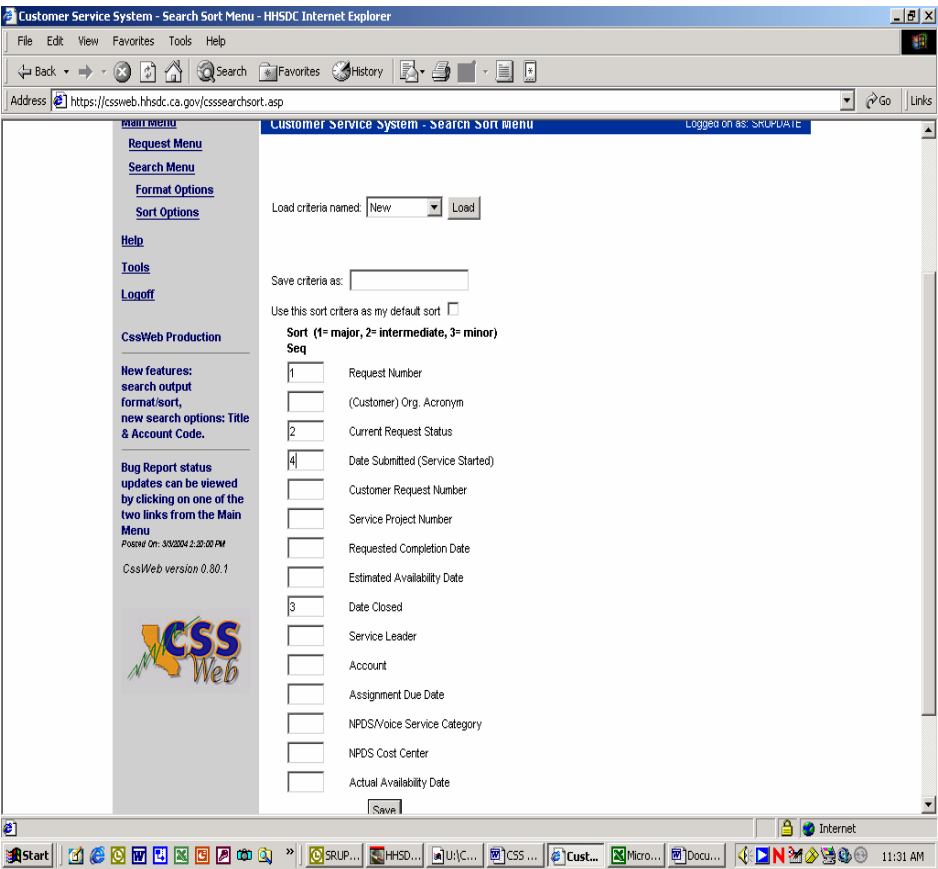 Customer Service System - Search Sort Menu - HHSDC Internet Explorer
File Edit View Favorites Tools Help
Back Search Favorites History
Address https://cssweb.hhsdc.ca.gov/csssearchsort.asp Go Links
Main Menu
Customer Service System - Search Sort Menu Logged on as: SRUPDATE
Request Menu
Search Menu
Format Options
Sort Options
Help
Tools
Logoff
CssWeb Production
New features:
search output
format/sort,
new search options: Title
& Account Code.
Bug Report status
updates can be viewed
by clicking on one of the
two links from the Main
Menu
Posted On: 3/3/2004 2:20:00 PM
CssWeb version 0.80.1
CSS
Web
Load criteria named: New Load
Save criteria as:
Use this sort critera as my default sort
Sort (1= major, 2= intermediate, 3= minor)
Seq
1 Request Number
(Customer) Org. Acronym
2 Current Request Status
4 Date Submitted (Service Started)
Customer Request Number
Service Project Number
Requested Completion Date
Estimated Availability Date
3 Date Closed
Service Leader
Account
Assignment Due Date
NPDS/Voice Service Category
NPDS Cost Center
Actual Availability Date
Save
Internet
Start » SRUP... HHSD... U:\C... CSS ... Cust... Micro... Docu... 11:31 AM